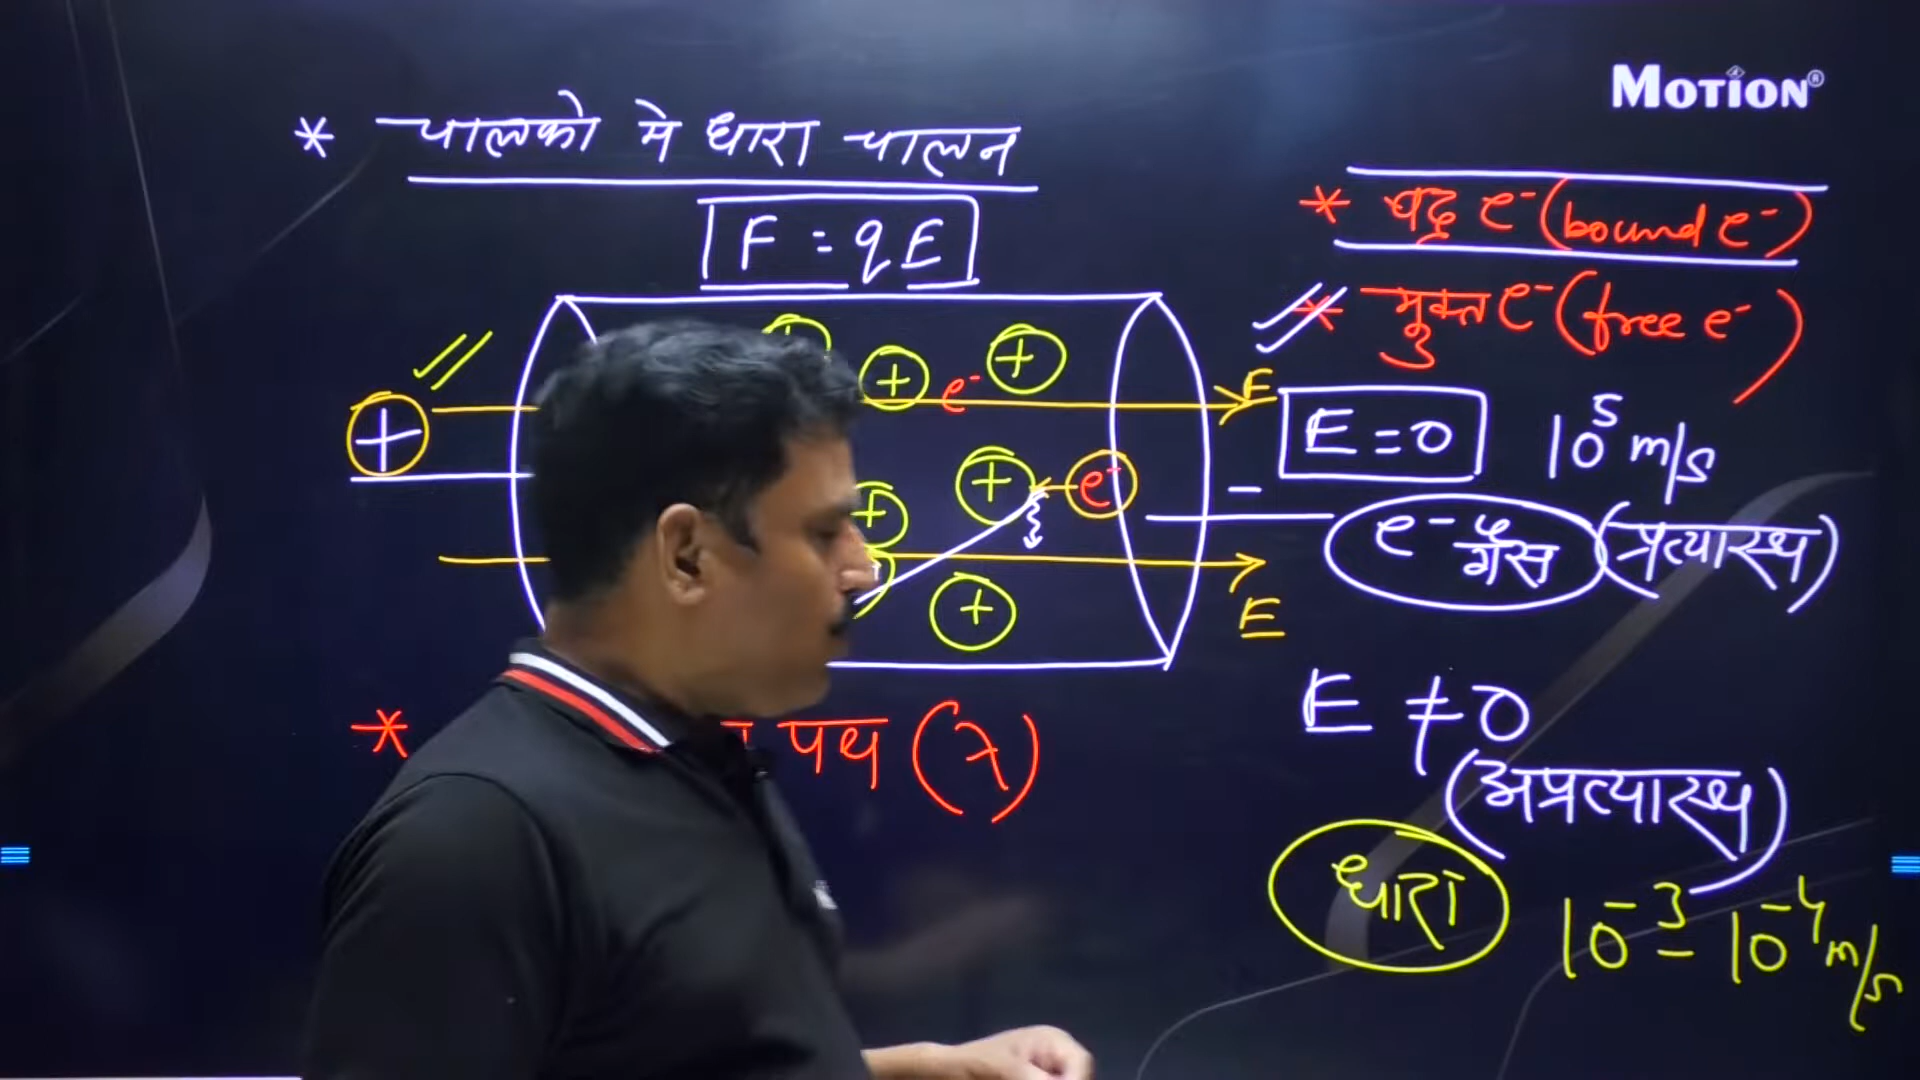 MOTION®
* चालको मे धारा चालन
F = qE
* बद्ध e⁻ (bound e⁻)
* मुक्त e⁻ (free e⁻)
+ + + e⁻ + E
E = 0 10⁵ m/s
+ + e⁻ −
e⁻ गैस (प्रत्यास्थ)
+ E
* पथ (λ)
E ≠ 0
(अप्रत्यास्थ)
धारा 10⁻³ - 10⁻⁴ m/s